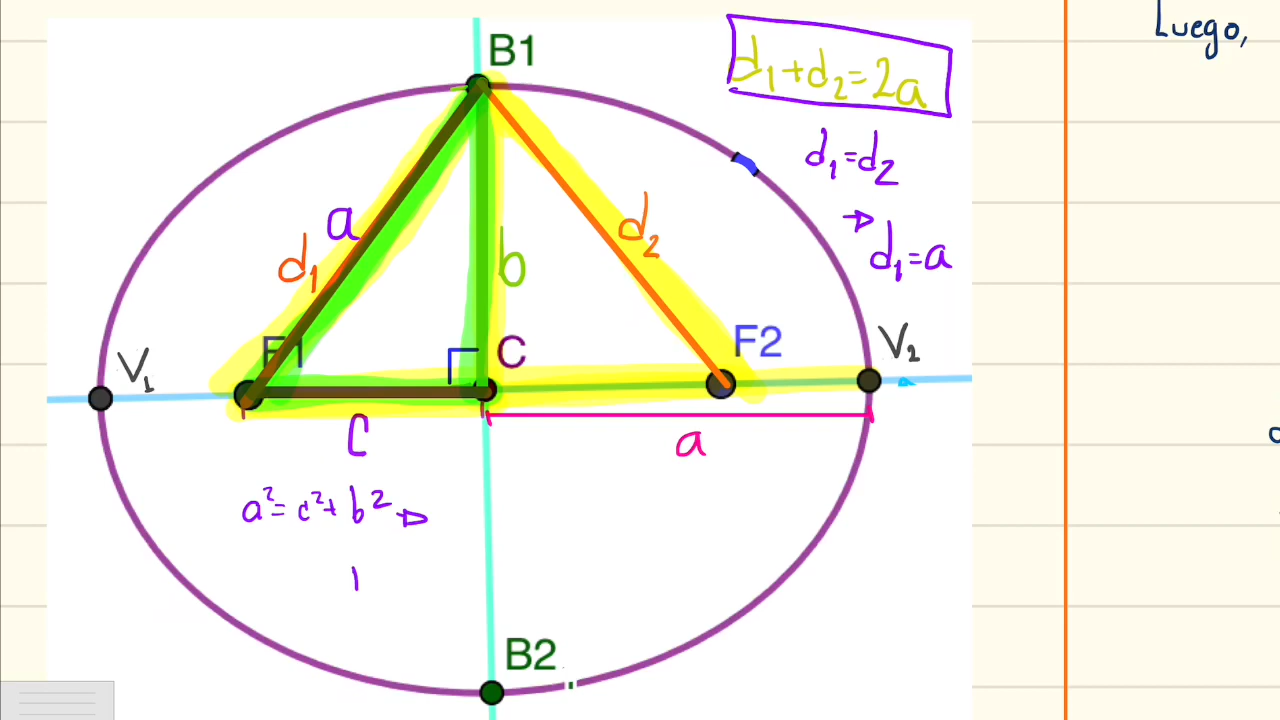 Luego,
B1
d₁+d₂=2a
d₁=d₂
→ d₁=a
a
d₁
d₂
b
F1
C
F2
V₁
V₂
C
a
a²=c²+b² →
B2